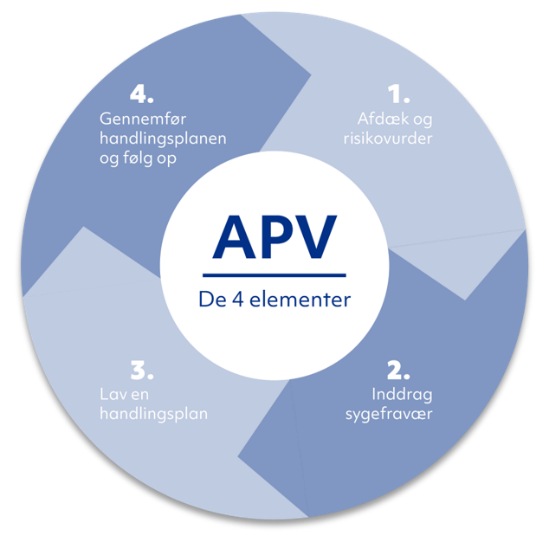 APV
De 4 elementer
1.
Afdæk og
risikovurder
2.
Inddrag
sygefravær
3.
Lav en
handlingsplan
4.
Gennemfør
handlingsplanen
og følg op